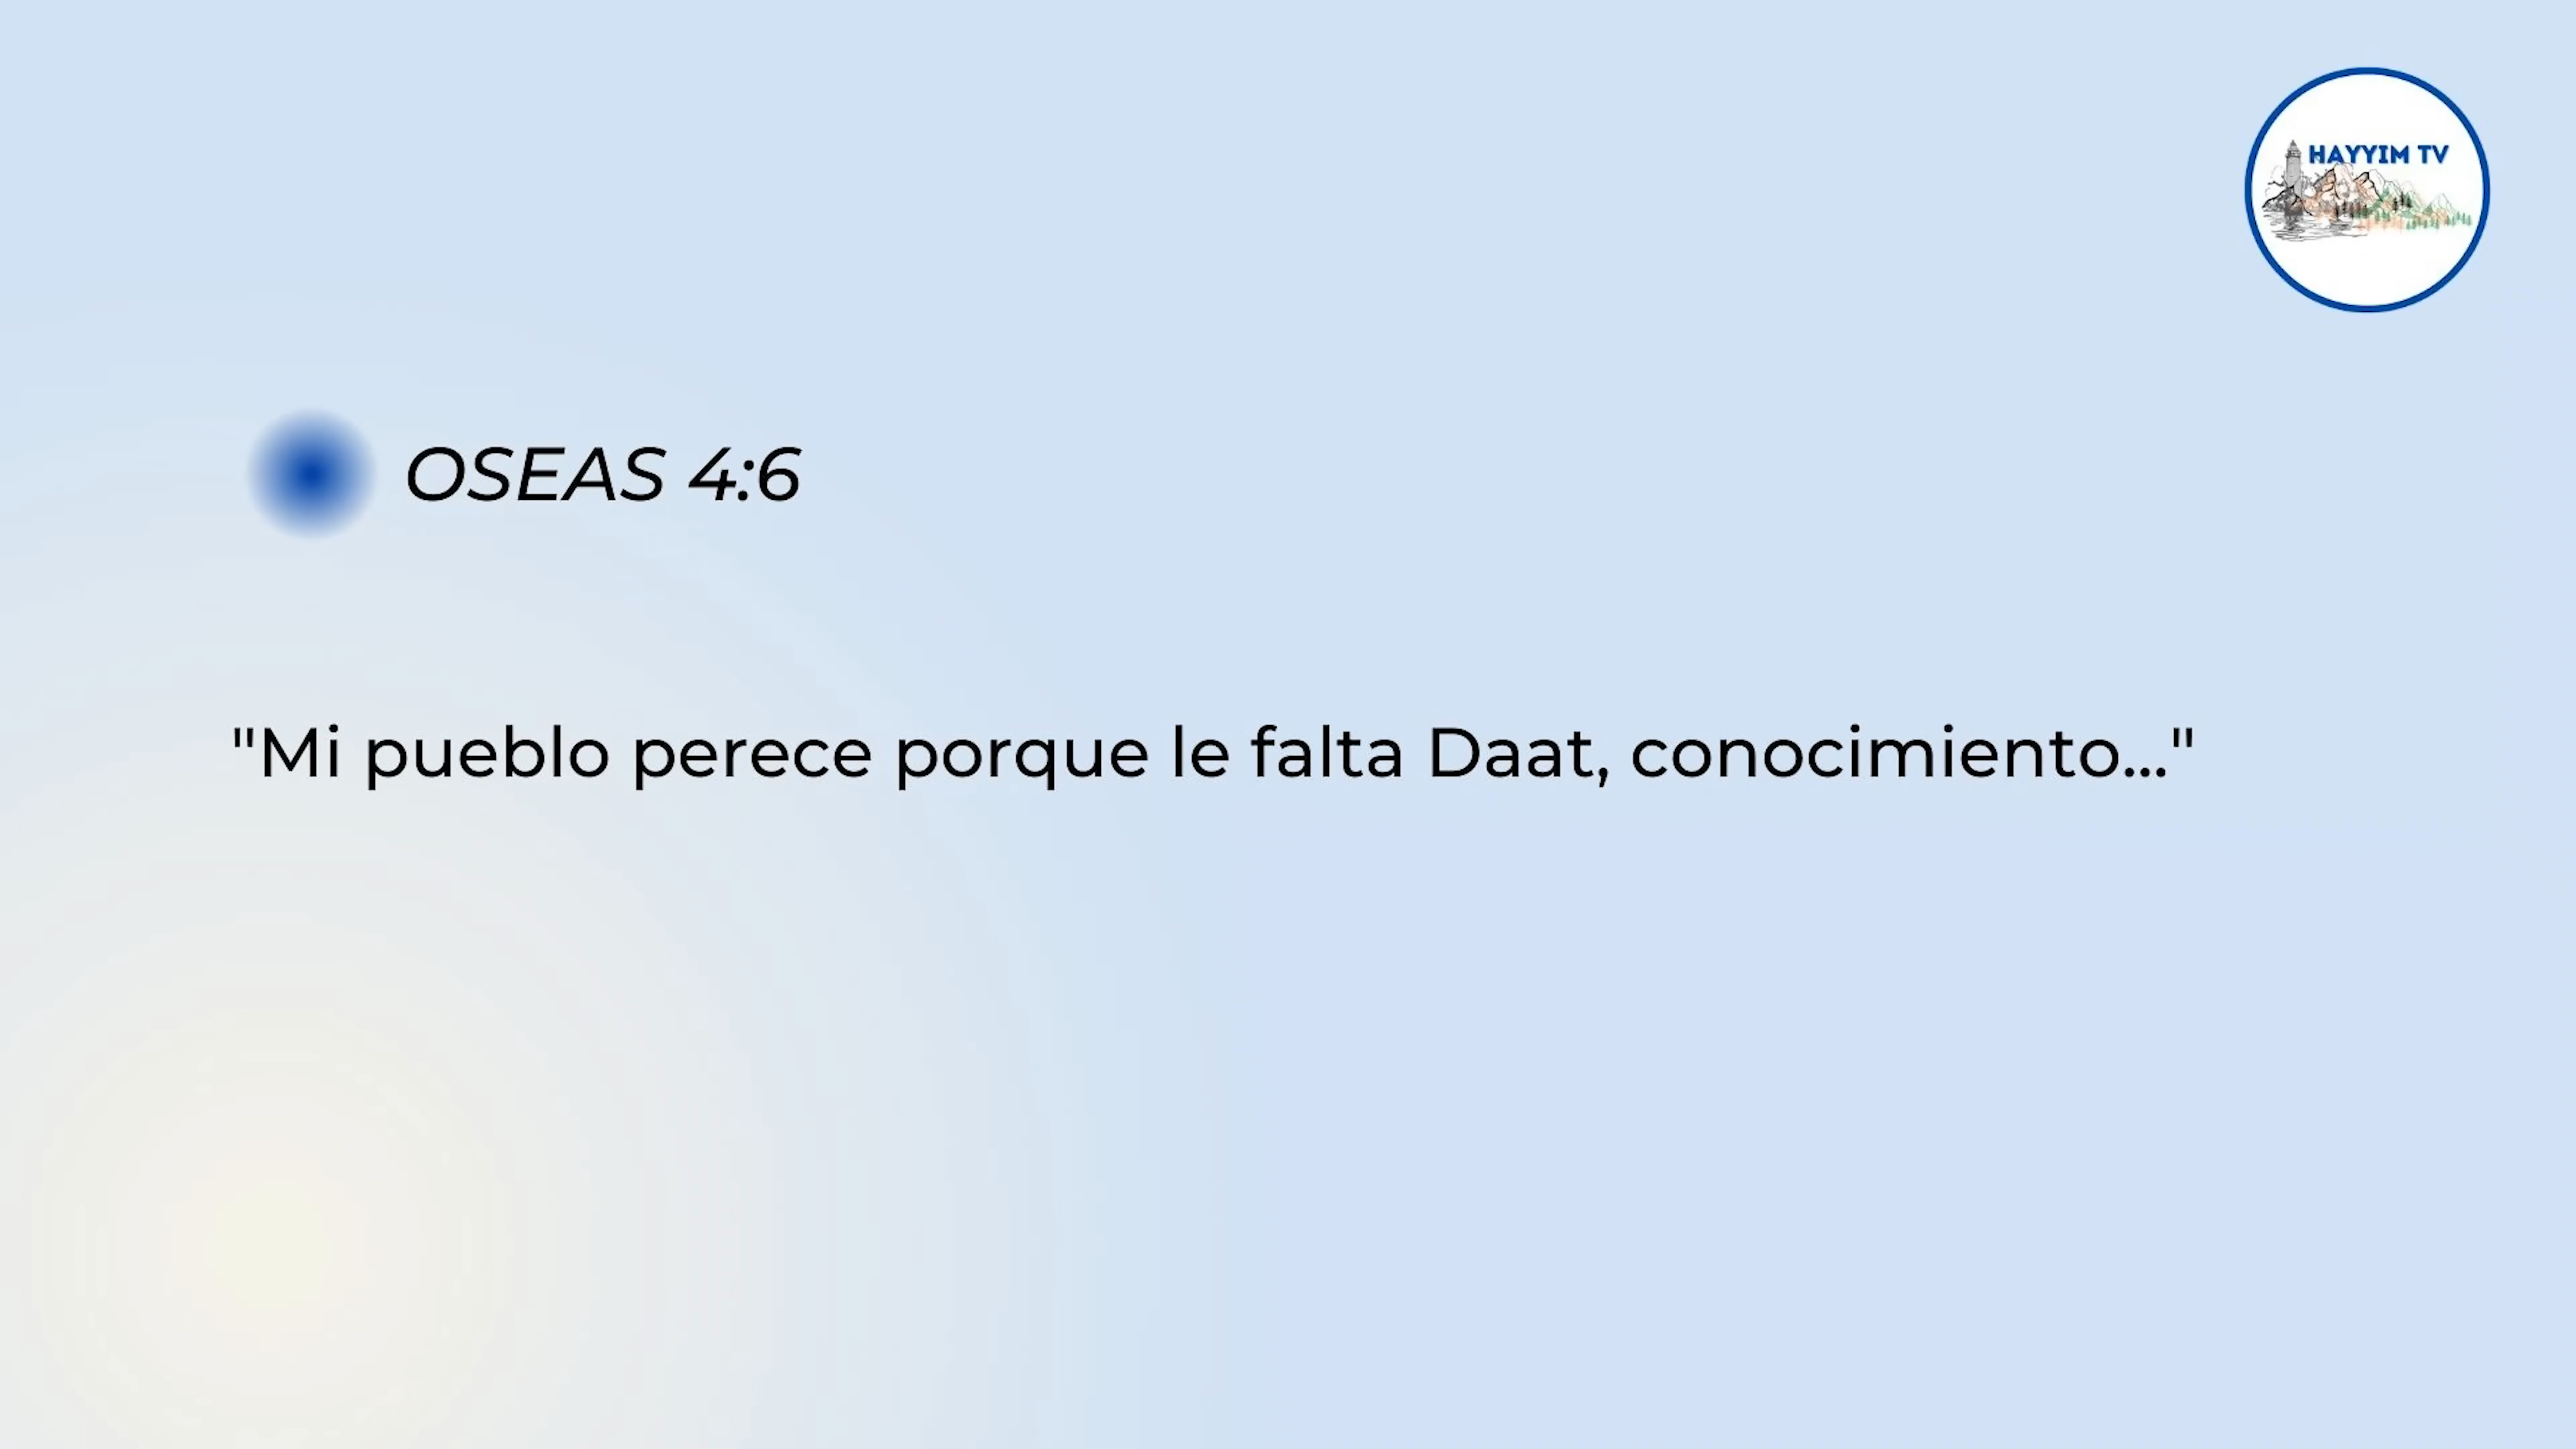 HAYYIM TV
OSEAS 4:6
"Mi pueblo perece porque le falta Daat, conocimiento..."